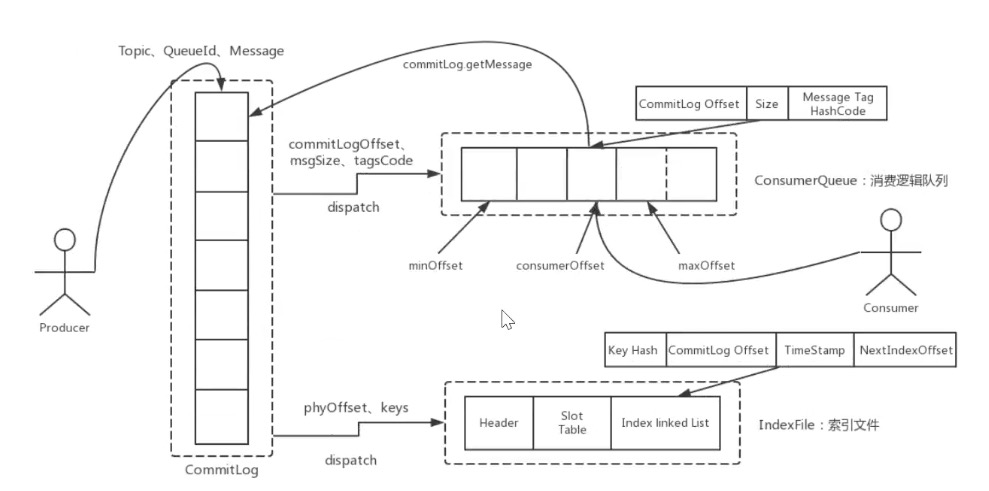 Topic、QueueId、Message
commitLog.getMessage
CommitLog Offset
Size
Message Tag
HashCode
commitLogOffset、
msgSize、tagsCode
dispatch
ConsumerQueue：消费逻辑队列
minOffset
consumerOffset
maxOffset
Producer
Consumer
Key Hash
CommitLog Offset
TimeStamp
NextIndexOffset
phyOffset、keys
dispatch
Header
Slot
Table
Index linked List
IndexFile：索引文件
CommitLog